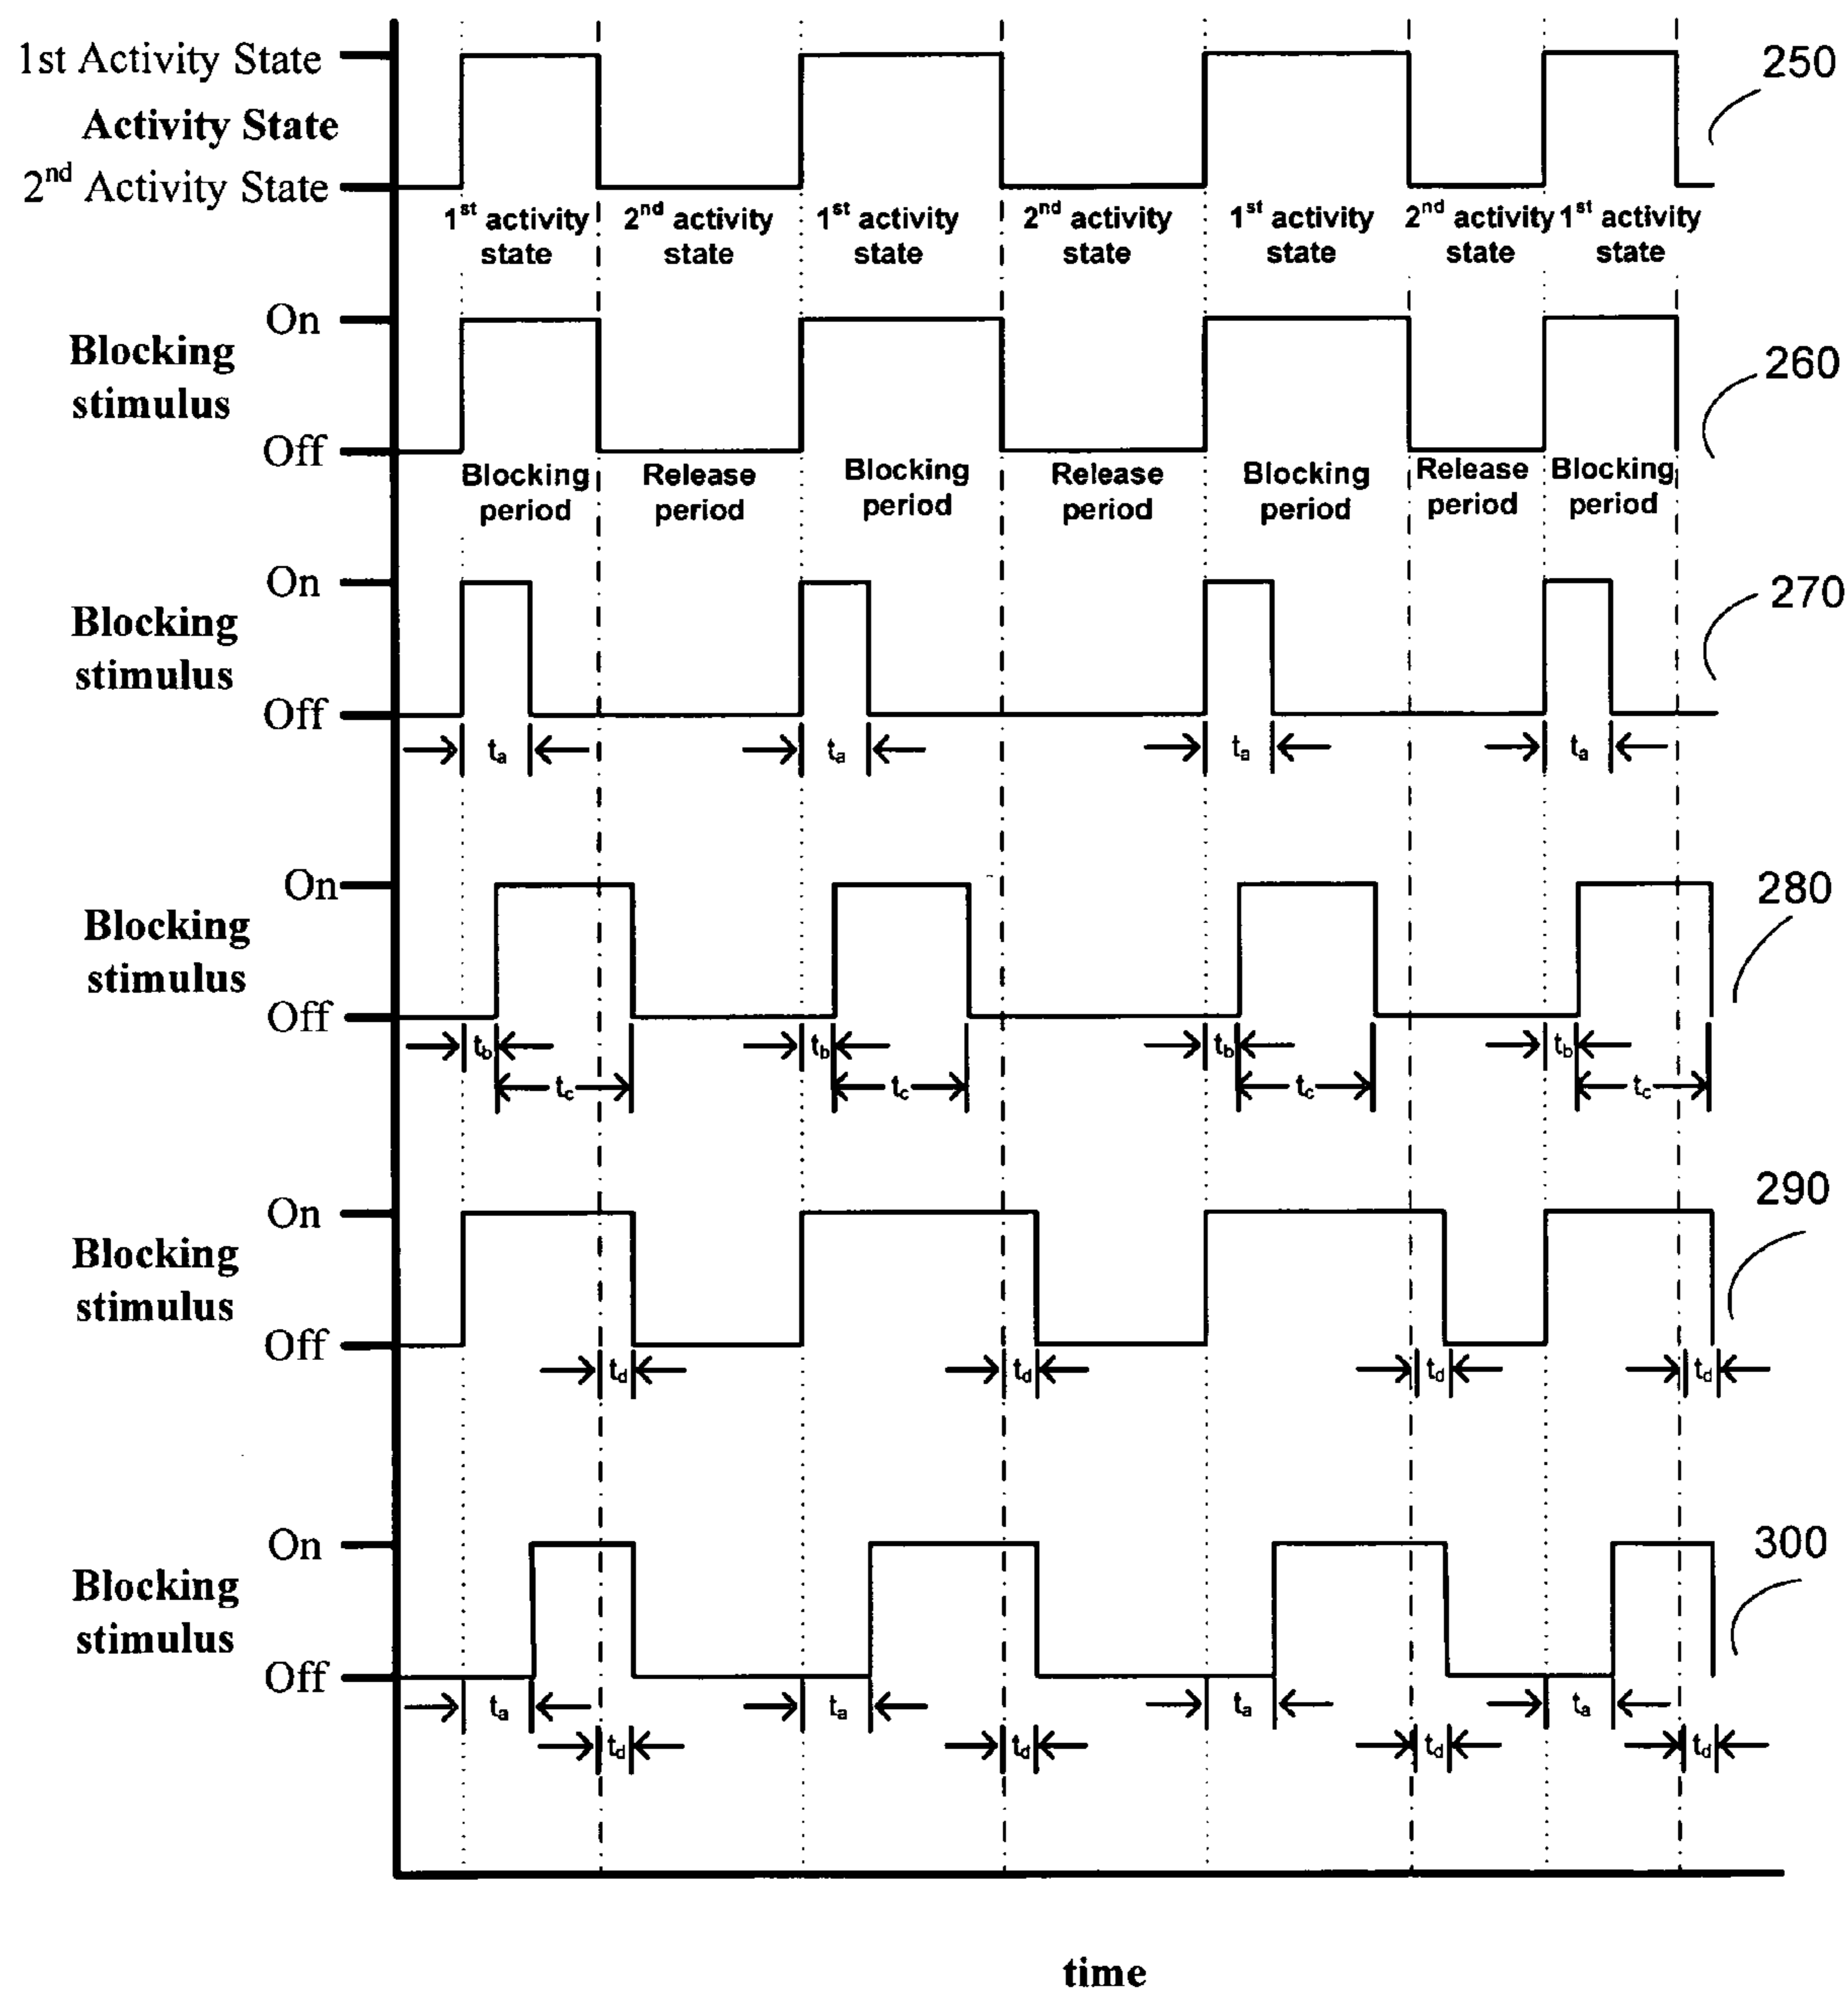 1st Activity State
250
Activity State
2nd Activity State
1st activity state
2nd activity state
1st activity state
2nd activity state
1st activity state
2nd activity state
1st activity state
On
Blocking stimulus
260
Off
Blocking period
Release period
Blocking period
Release period
Blocking period
Release period
Blocking period
On
270
Blocking stimulus
Off
ta
ta
ta
ta
On
280
Blocking stimulus
Off
tb
tb
tb
tb
tc
tc
tc
tc
290
On
Blocking stimulus
Off
td
td
td
td
On
300
Blocking stimulus
Off
ta
ta
ta
ta
td
td
td
td
time